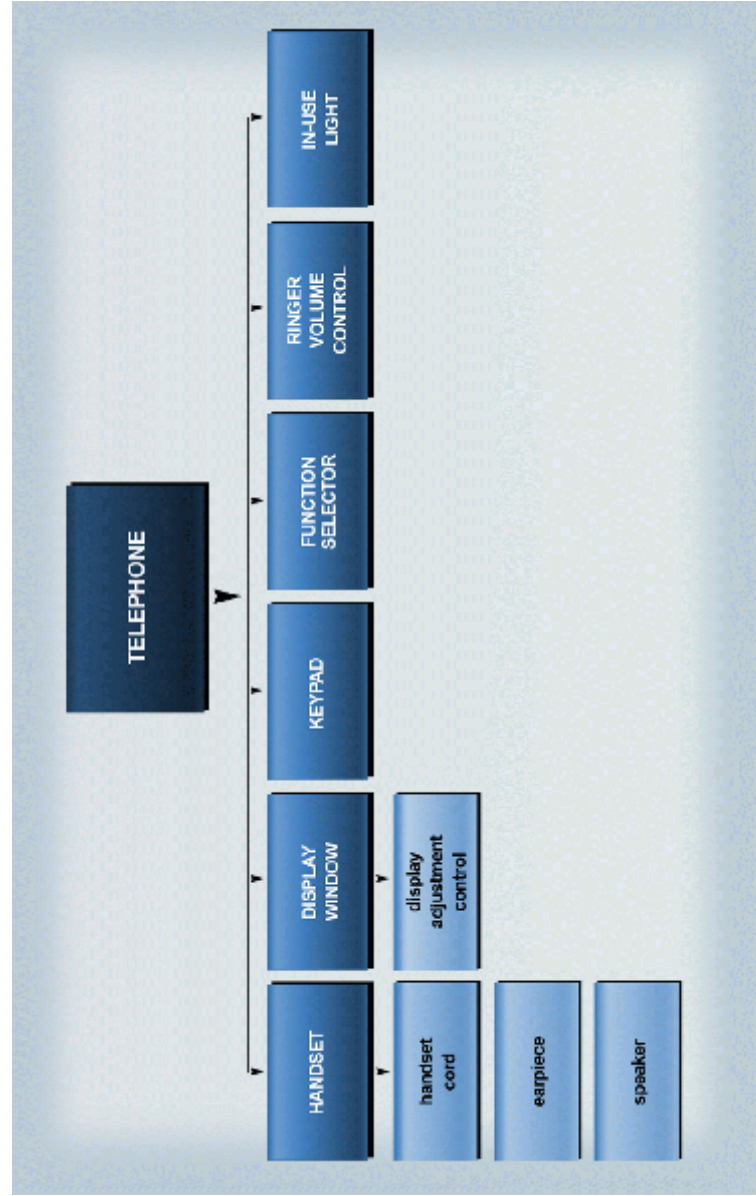 TELEPHONE
HANDSET
DISPLAY
WINDOW
KEYPAD
FUNCTION
SELECTOR
RINGER
VOLUME
CONTROL
IN-USE
LIGHT
handset
cord
display
adjustment
control
earpiece
speaker